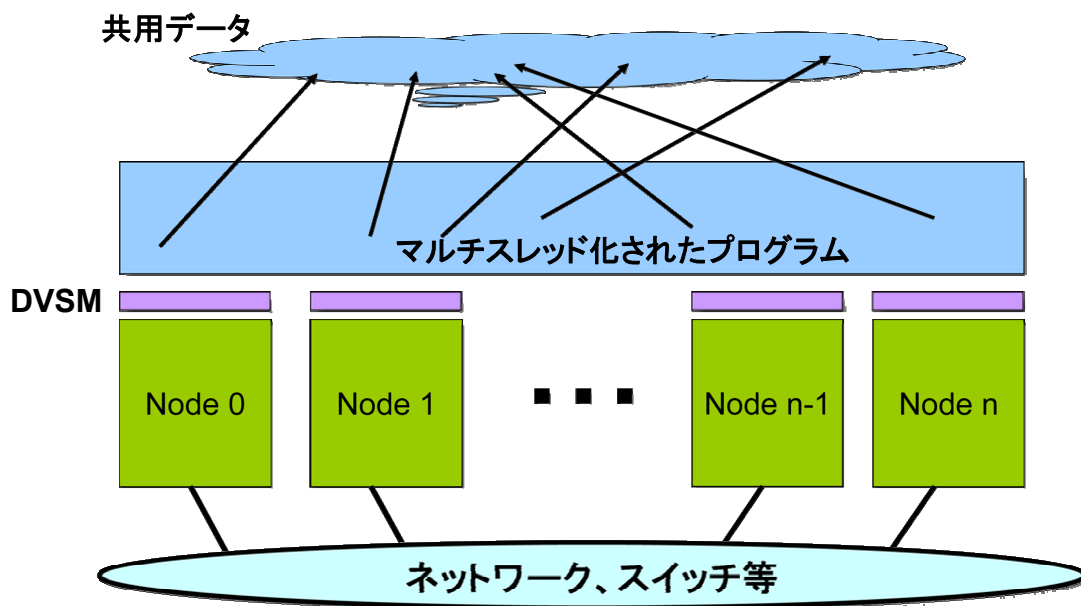 共用データ
マルチスレッド化されたプログラム
DVSM
Node 0
Node 1
Node n-1
Node n
ネットワーク、スイッチ等